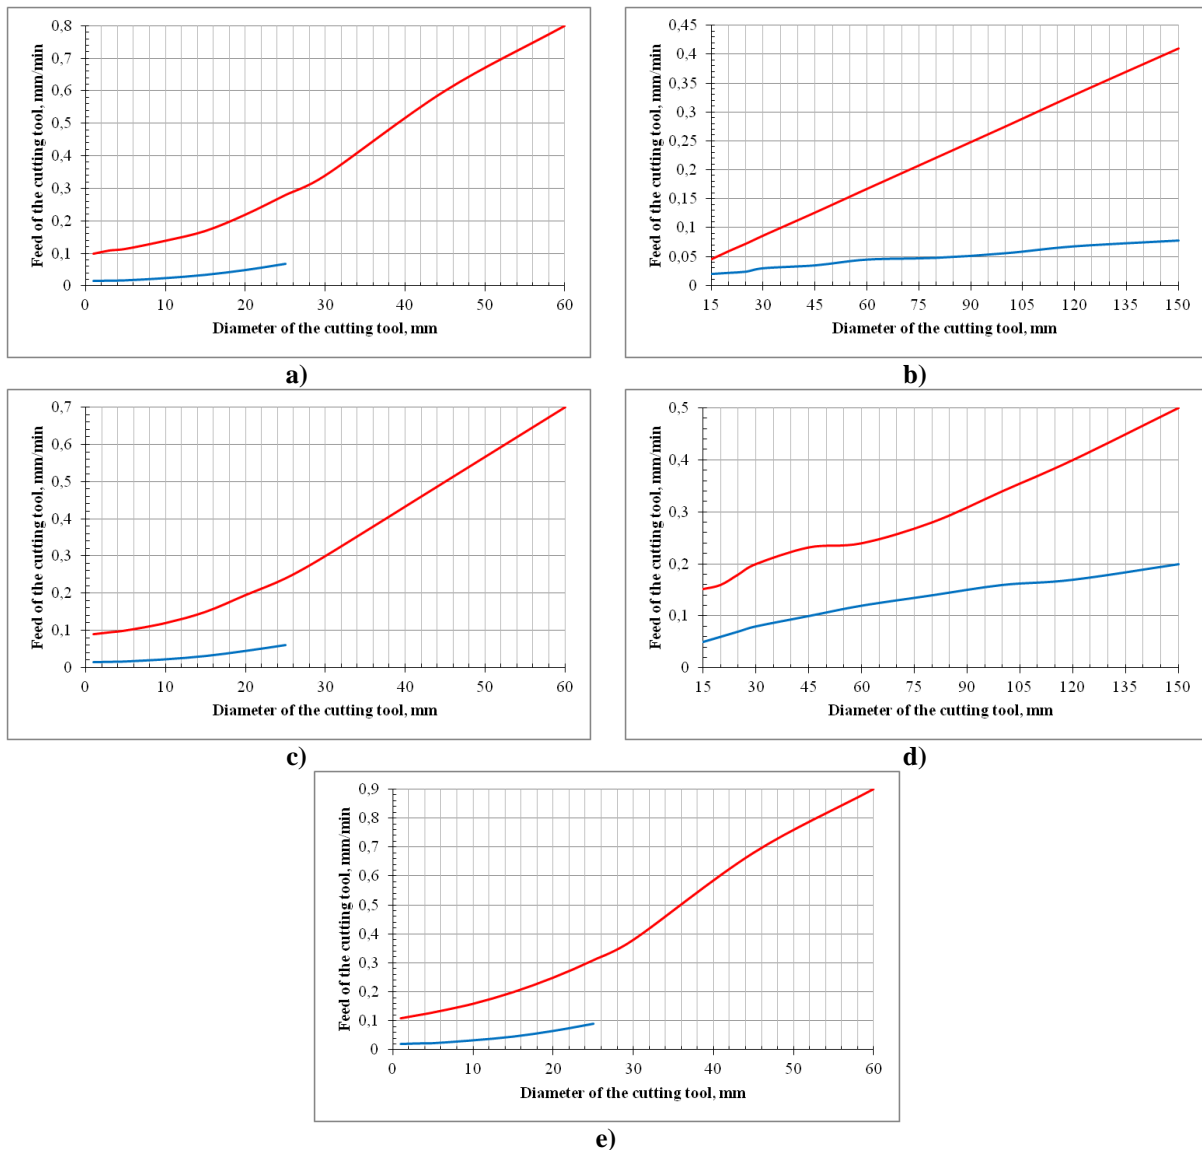 Feed of the cutting tool, mm/min
0,8
0,7
0,6
0,5
0,4
0,3
0,2
0,1
0
0 10 20 30 40 50 60
Diameter of the cutting tool, mm
a)
Feed of the cutting tool, mm/min
0.45
0.4
0.35
0.3
0.25
0.2
0.15
0.1
0.05
0
15 30 45 60 75 90 105 120 135 150
Diameter of the cutting tool, mm
b)
Feed of the cutting tool, mm/min
0,7
0,6
0,5
0,4
0,3
0,2
0,1
0
0 10 20 30 40 50 60
Diameter of the cutting tool, mm
c)
Feed of the cutting tool, mm/min
0,5
0,4
0,3
0,2
0,1
0
15 30 45 60 75 90 105 120 135 150
Diameter of the cutting tool, mm
d)
Feed of the cutting tool, mm/min
0,9
0,8
0,7
0,6
0,5
0,4
0,3
0,2
0,1
0
0 10 20 30 40 50 60
Diameter of the cutting tool, mm
e)